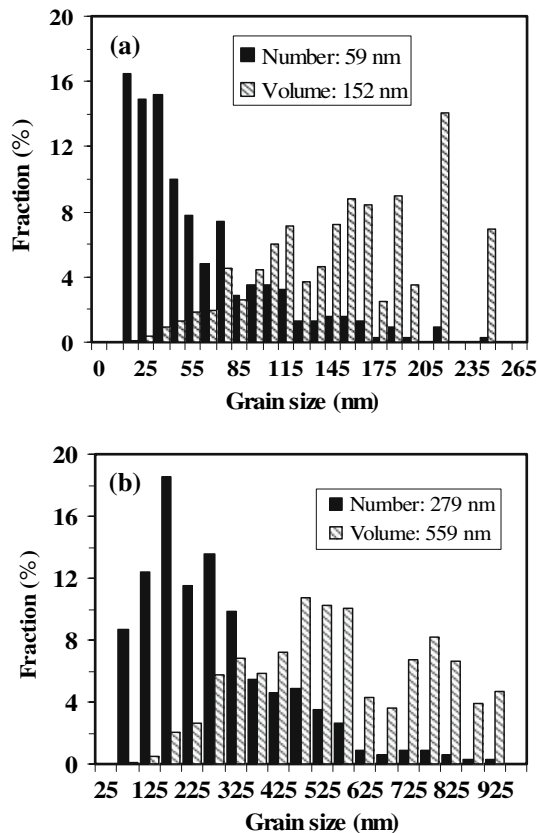 20
(a)
Number: 59 nm
Volume: 152 nm
16
12
8
4
0
Fraction (%)
0 25 55 85 115 145 175 205 235 265
Grain size (nm)
20
(b)
Number: 279 nm
Volume: 559 nm
16
12
8
4
0
Fraction (%)
25 125 225 325 425 525 625 725 825 925
Grain size (nm)